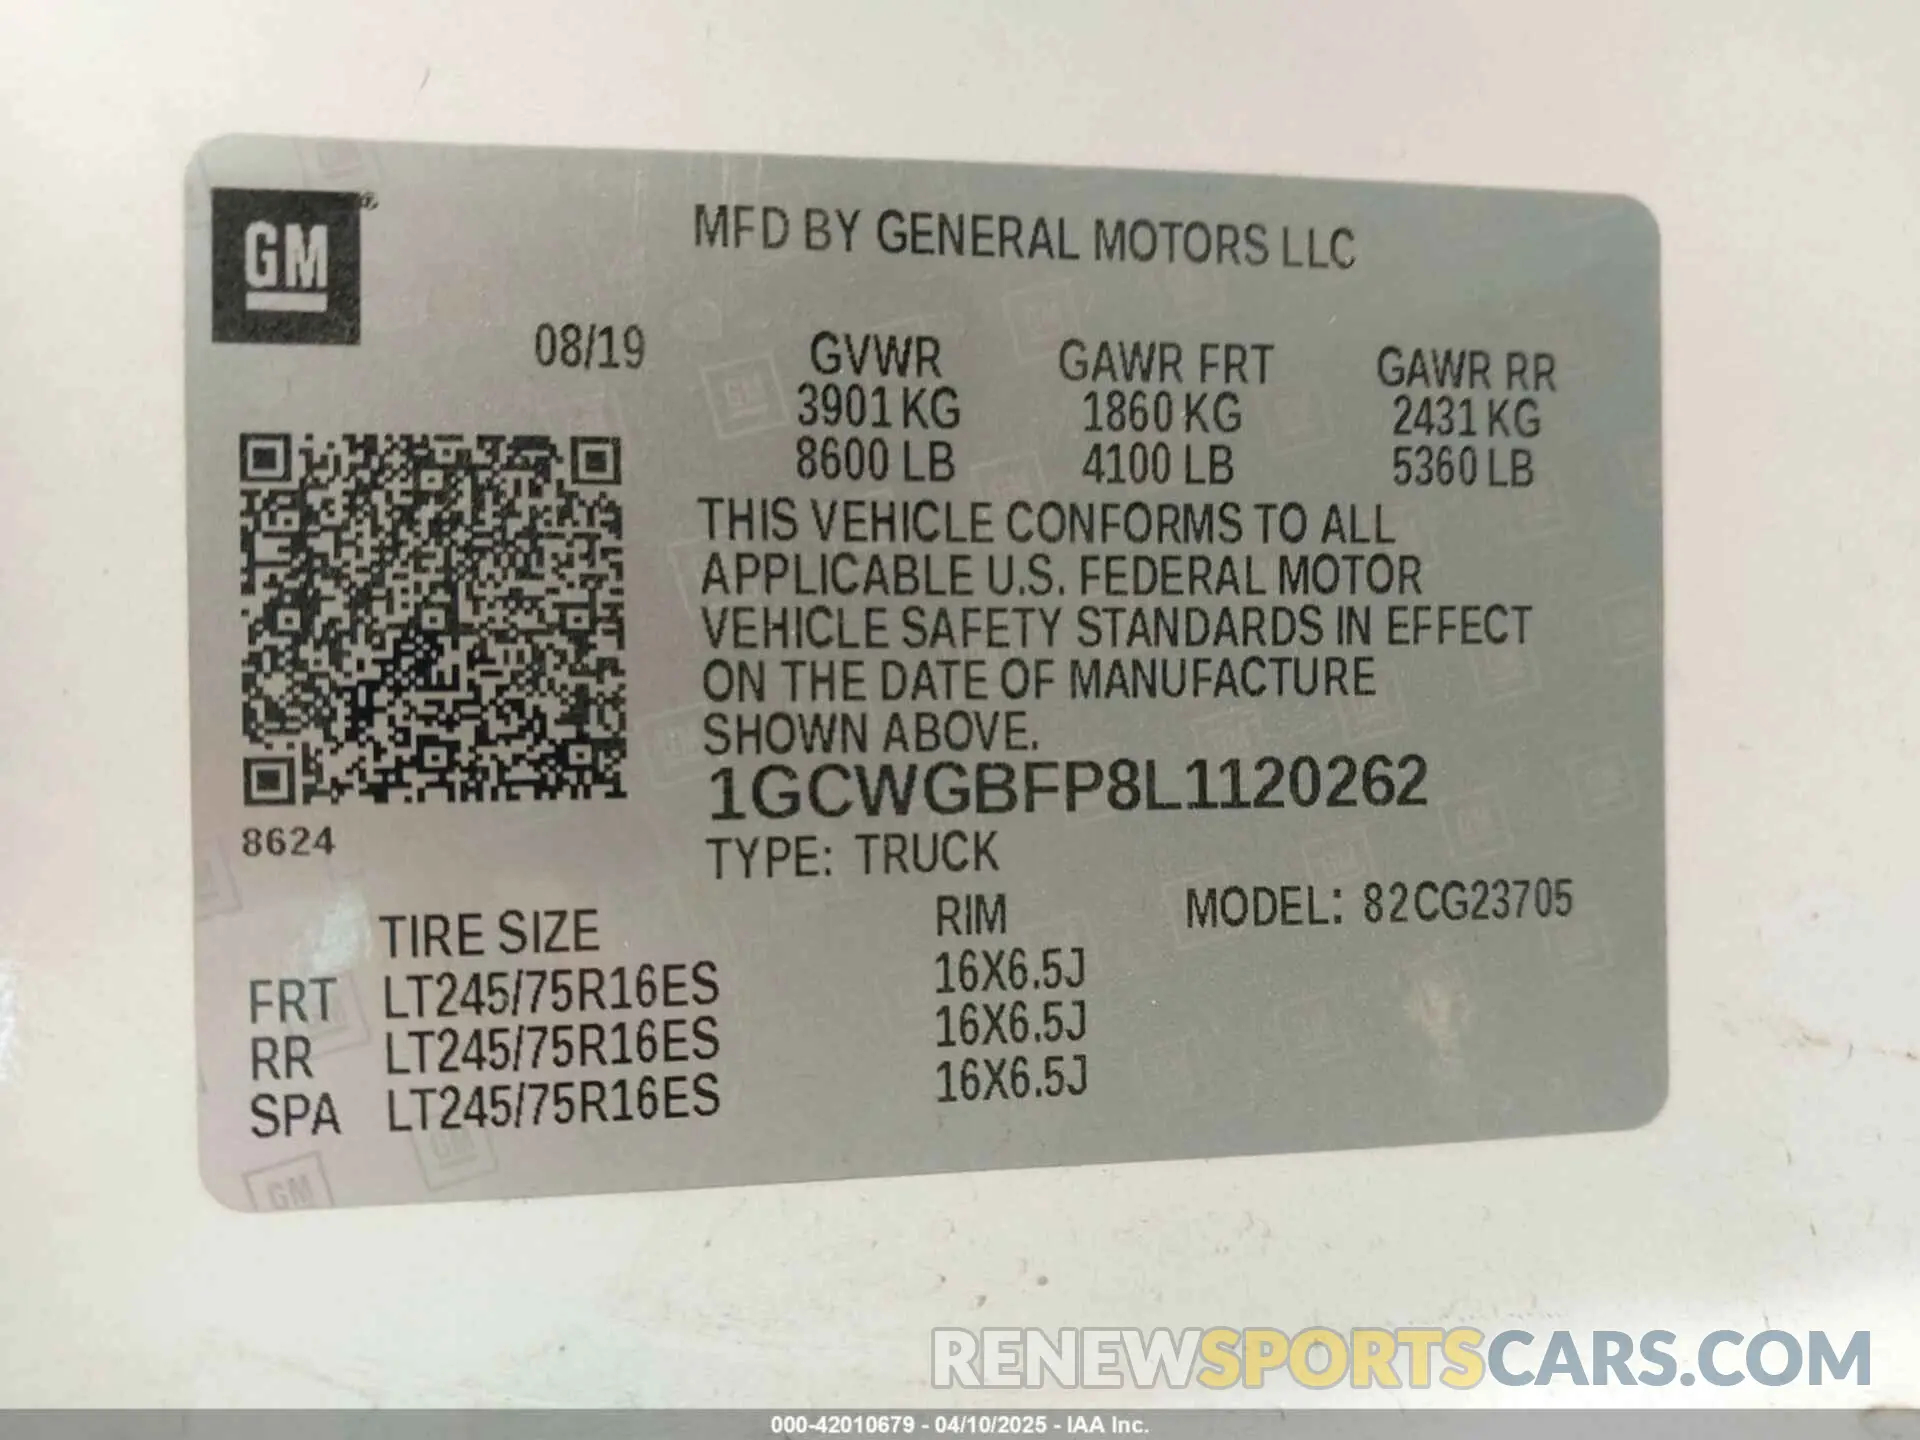 GM
MFD BY GENERAL MOTORS LLC
08/19
GVWR GAWR FRT GAWR RR
3901 KG 1860 KG 2431 KG
8600 LB 4100 LB 5360 LB
THIS VEHICLE CONFORMS TO ALL
APPLICABLE U.S. FEDERAL MOTOR
VEHICLE SAFETY STANDARDS IN EFFECT
ON THE DATE OF MANUFACTURE
SHOWN ABOVE.
1GCWGBFP8L1120262
8624
TYPE: TRUCK
TIRE SIZE RIM MODEL: 82CG23705
FRT LT245/75R16ES 16X6.5J
RR LT245/75R16ES 16X6.5J
SPA LT245/75R16ES 16X6.5J
GM
RENEWSPORTSCARS.COM
000-42010679 - 04/10/2025 - IAA Inc.